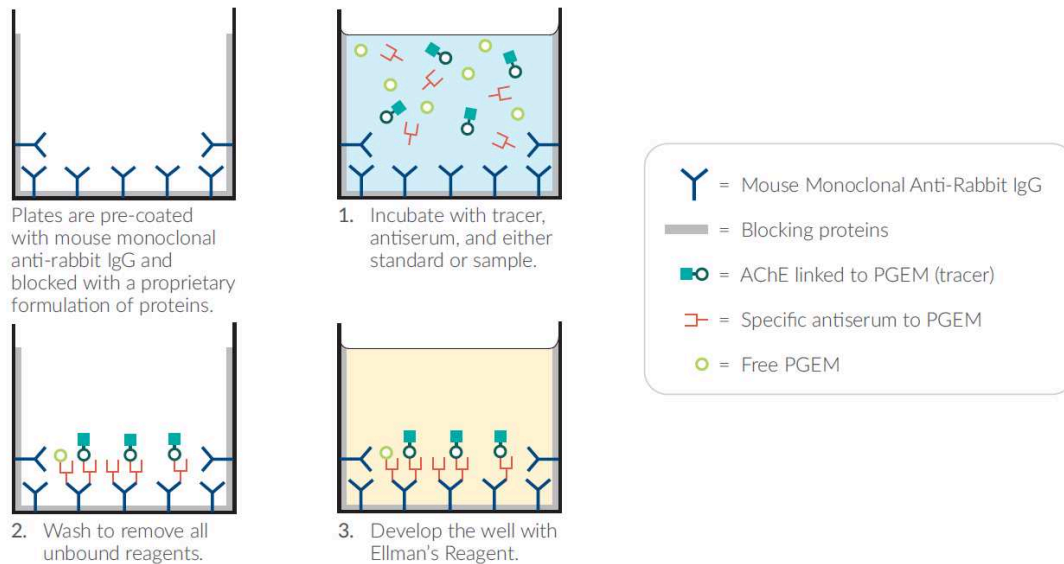 Plates are pre-coated
with mouse monoclonal
anti-rabbit IgG and
blocked with a proprietary
formulation of proteins.
1. Incubate with tracer,
antiserum, and either
standard or sample.
2. Wash to remove all
unbound reagents.
3. Develop the well with
Ellman's Reagent.
= Mouse Monoclonal Anti-Rabbit IgG
= Blocking proteins
= AChE linked to PGEM (tracer)
= Specific antiserum to PGEM
= Free PGEM